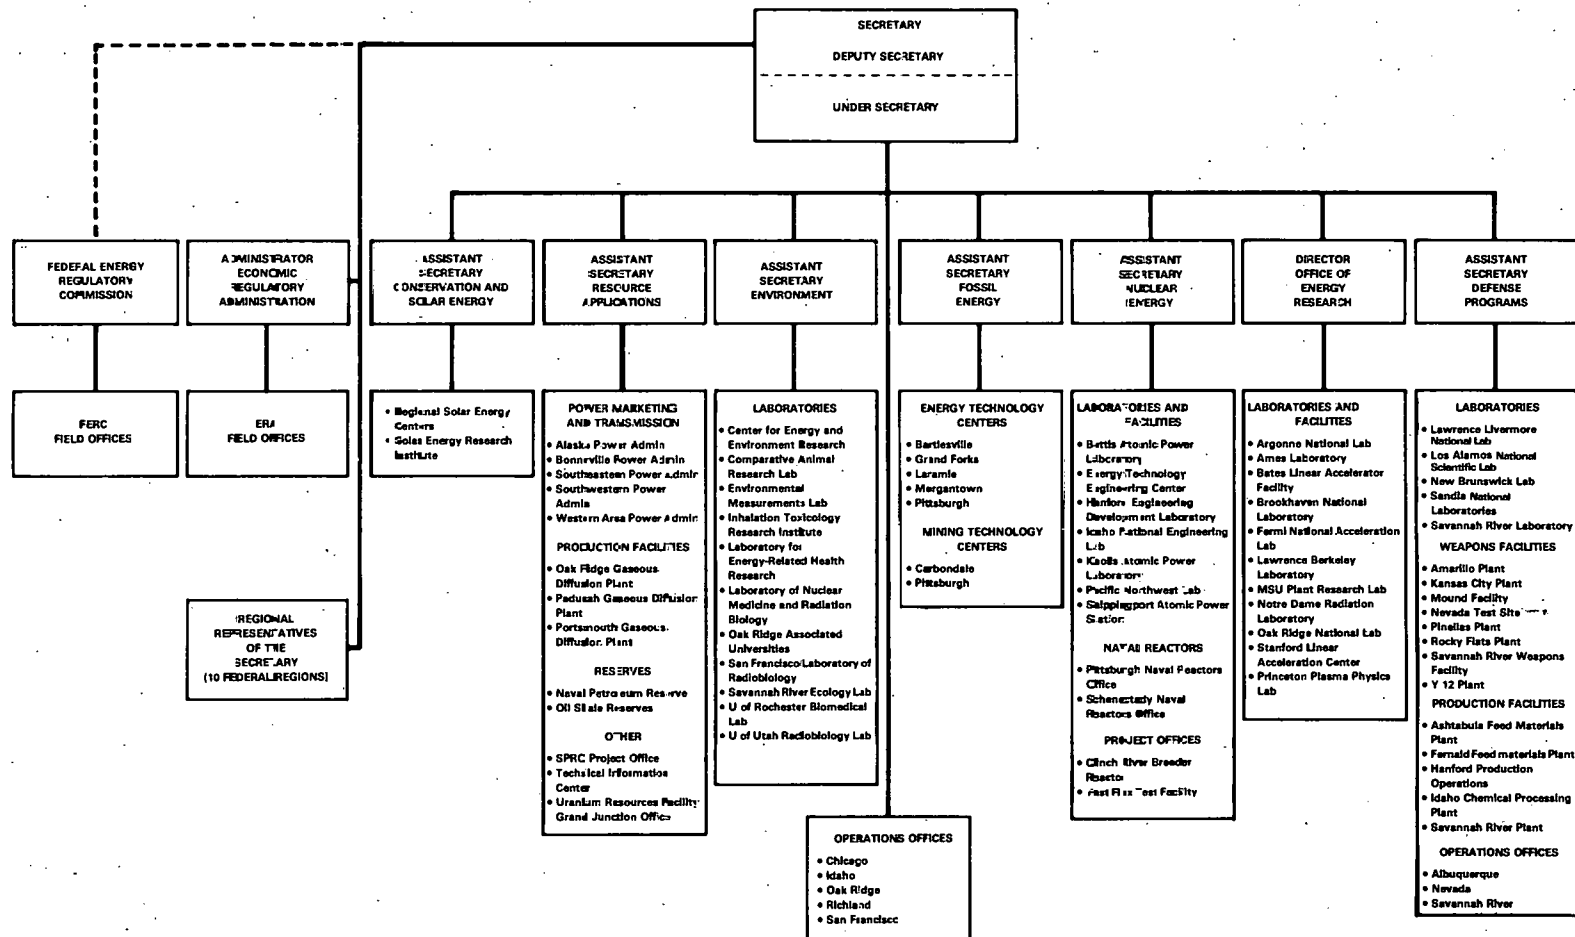 SECRETARY
DEPUTY SECRETARY
UNDER SECRETARY
FEDERAL ENERGY
REGULATORY
COMMISSION
ADMINISTRATOR
ECONOMIC
REGULATORY
ADMINISTRATION
ASSISTANT
SECRETARY
CONSERVATION AND
SOLAR ENERGY
ASSISTANT
SECRETARY
RESOURCE
APPLICATIONS
ASSISTANT
SECRETARY
ENVIRONMENT
ASSISTANT
SECRETARY
FOSSIL
ENERGY
ASSISTANT
SECRETARY
NUCLEAR
ENERGY
DIRECTOR
OFFICE OF
ENERGY
RESEARCH
ASSISTANT
SECRETARY
DEFENSE
PROGRAMS
FERC
FIELD OFFICES
ERA
FIELD OFFICES
REGIONAL
REPRESENTATIVES
OF THE
SECRETARY
(10 FEDERAL REGIONS)
• Regional Solar Energy
Centers
• Solar Energy Research
Institute
POWER MARKETING
AND TRANSMISSION
• Alaska Power Admin
• Bonneville Power Admin
• Southeastern Power Admin
• Southwestern Power
Admin
• Western Area Power Admin
PRODUCTION FACILITIES
• Oak Ridge Gaseous
Diffusion Plant
• Paducah Gaseous Diffusion
Plant
• Portsmouth Gaseous
Diffusion Plant
RESERVES
• Naval Petroleum Reserve
• Oil Shale Reserves
OTHER
• SPRO Project Office
• Technical Information
Center
• Uranium Resources Facility
Grand Junction Office
LABORATORIES
• Center for Energy and
Environment Research
• Comparative Animal
Research Lab
• Environmental
Measurements Lab
• Inhalation Toxicology
Research Institute
• Laboratory for
Energy-Related Health
Research
• Laboratory of Nuclear
Medicine and Radiation
Biology
• Oak Ridge Associated
Universities
• San Francisco Laboratory of
Radiobiology
• Savannah River Ecology Lab
• U of Rochester Biomedical
Lab
• U of Utah Radiobiology Lab
OPERATIONS OFFICES
• Chicago
• Idaho
• Oak Ridge
• Richland
• San Francisco
ENERGY TECHNOLOGY
CENTERS
• Bartlesville
• Grand Forks
• Laramie
• Morgantown
• Pittsburgh
MINING TECHNOLOGY
CENTERS
• Carbondale
• Pittsburgh
LABORATORIES AND
FACILITIES
• Bettis Atomic Power
Laboratory
• Energy Technology
Engineering Center
• Hanford Engineering
Development Laboratory
• Idaho National Engineering
Lab
• Knolls Atomic Power
Laboratory
• Pacific Northwest Lab
• Shippingport Atomic Power
Station
NAVAL REACTORS
• Pittsburgh Naval Reactors
Office
• Schenectady Naval
Reactors Office
PROJECT OFFICES
• Clinch River Breeder
Reactor
• Fast Flux Test Facility
LABORATORIES AND
FACILITIES
• Argonne National Lab
• Ames Laboratory
• Bates Linear Accelerator
Facility
• Brookhaven National
Laboratory
• Fermi National Acceleration
Lab
• Lawrence Berkeley
Laboratory
• MSU Plant Research Lab
• Notre Dame Radiation
Laboratory
• Oak Ridge National Lab
• Stanford Linear
Acceleration Center
• Princeton Plasma Physics
Lab
LABORATORIES
• Lawrence Livermore
National Lab
• Los Alamos National
Scientific Lab
• New Brunswick Lab
• Sandia National
Laboratories
• Savannah River Laboratory
WEAPONS FACILITIES
• Amarillo Plant
• Kansas City Plant
• Mound Facility
• Nevada Test Site
• Pinellas Plant
• Rocky Flats Plant
• Savannah River Weapons
Facility
• Y 12 Plant
PRODUCTION FACILITIES
• Ashtabula Feed Materials
Plant
• Fernald Feed materials Plant
• Hanford Production
Operations
• Idaho Chemical Processing
Plant
• Savannah River Plant
OPERATIONS OFFICES
• Albuquerque
• Nevada
• Savannah River